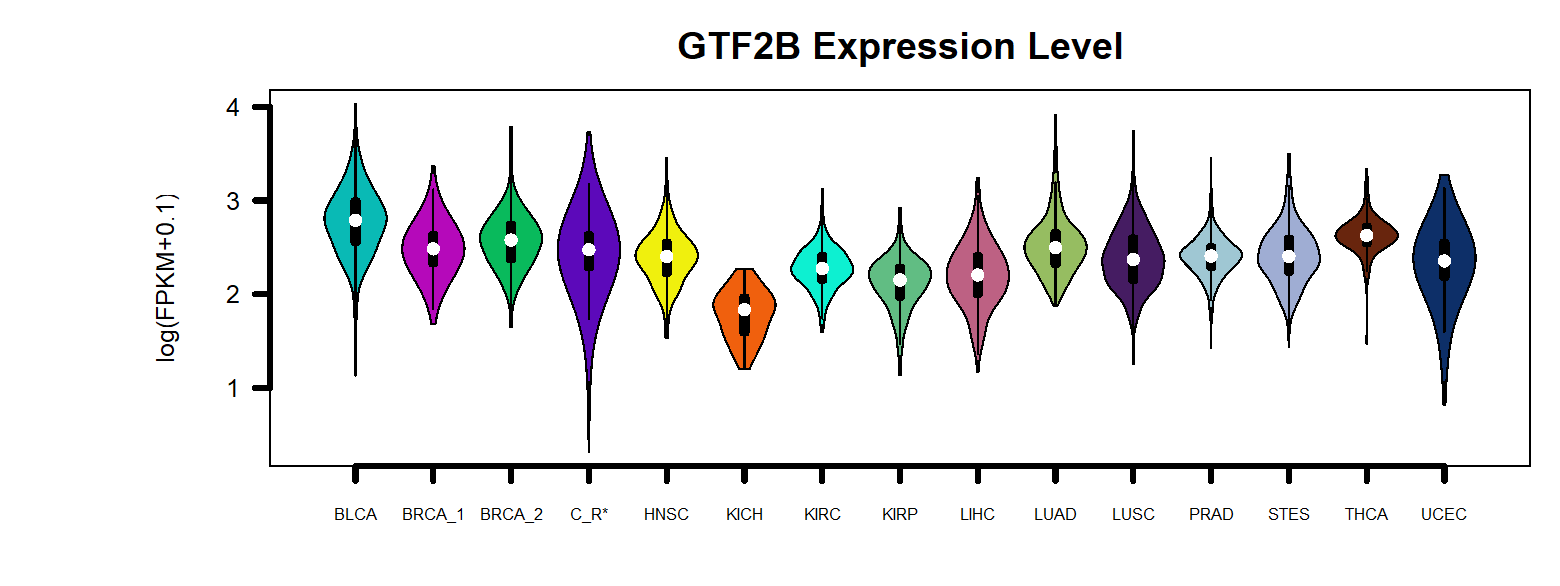 GTF2B Expression Level
log(FPKM+0.1)
4
3
2
1
BLCA BRCA_1 BRCA_2 C_R* HNSC KICH KIRC KIRP LIHC LUAD LUSC PRAD STES THCA UCEC